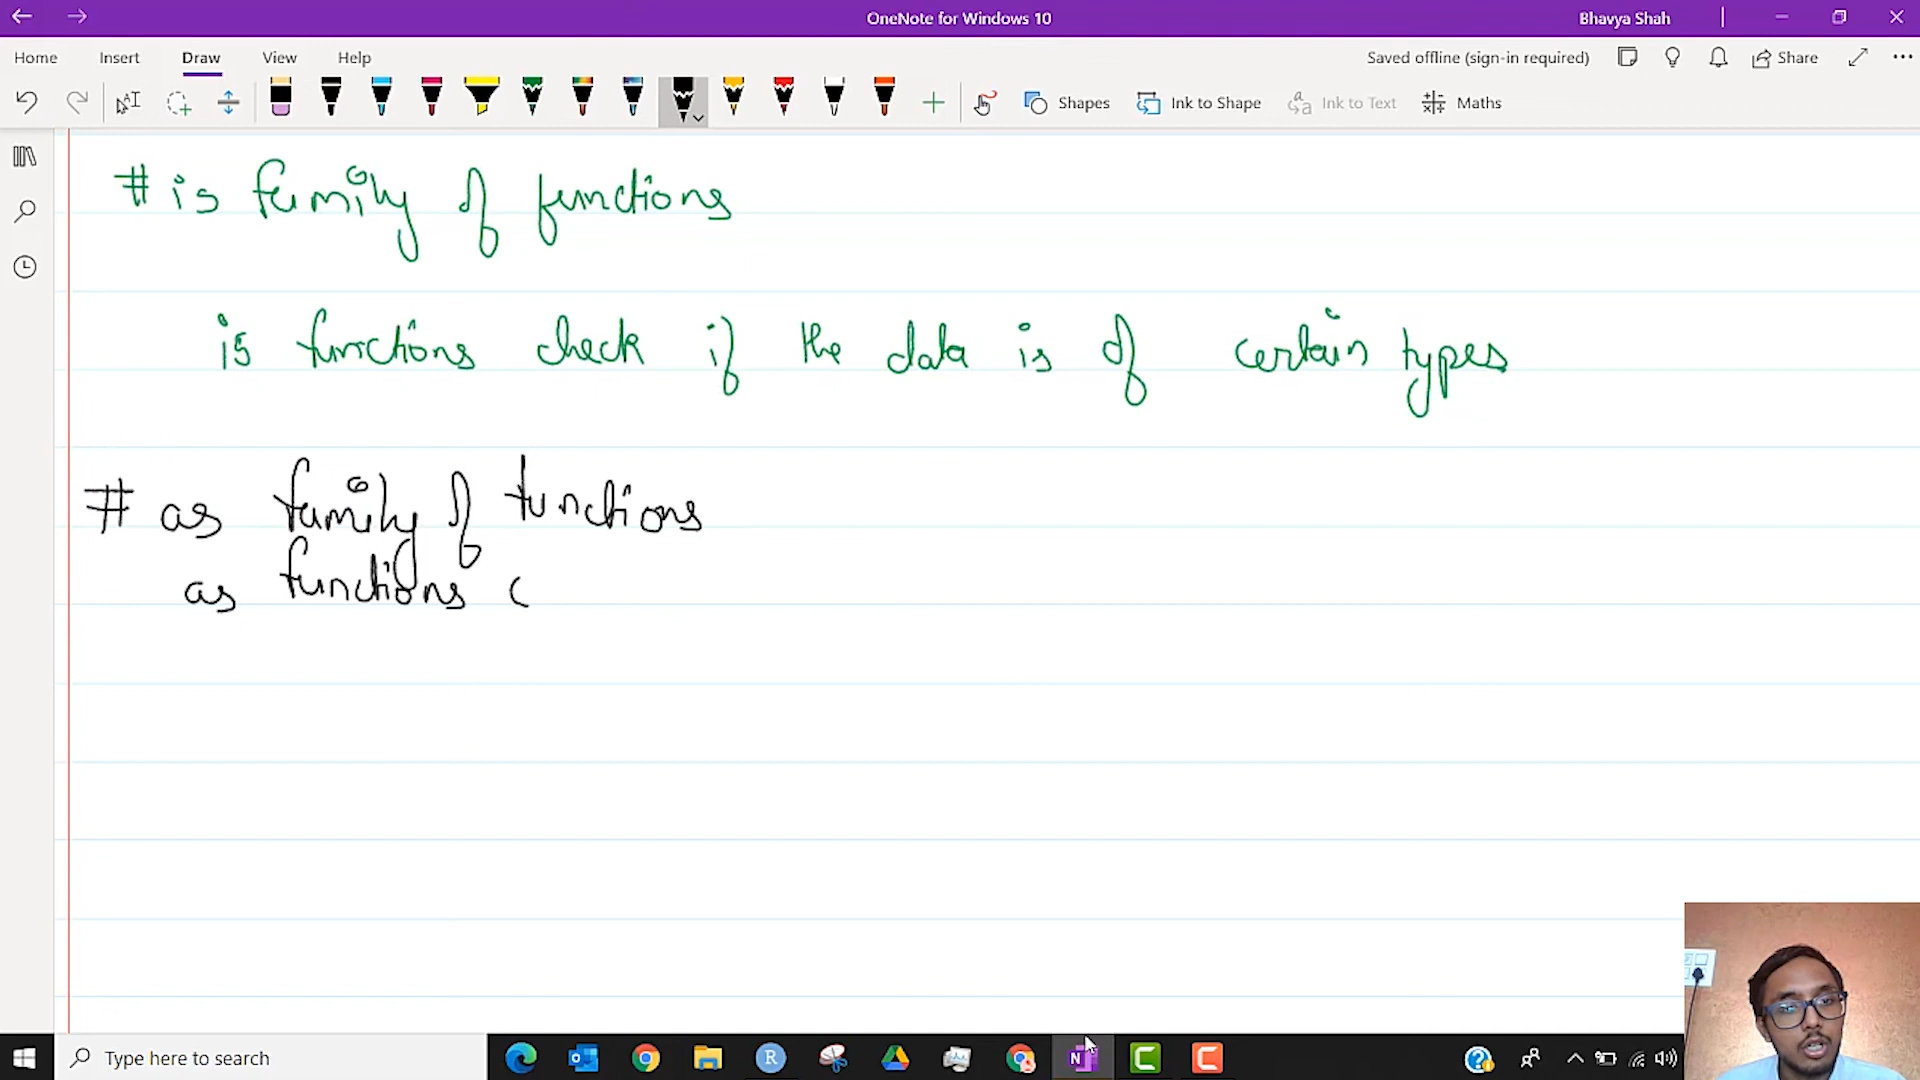 OneNote for Windows 10
Bhavya Shah
Home Insert Draw View Help
Saved offline (sign-in required) Share
Shapes Ink to Shape Ink to Text Maths
# is family of functions
is functions check if the data is of certain types
# as family of functions
as functions c
Type here to search